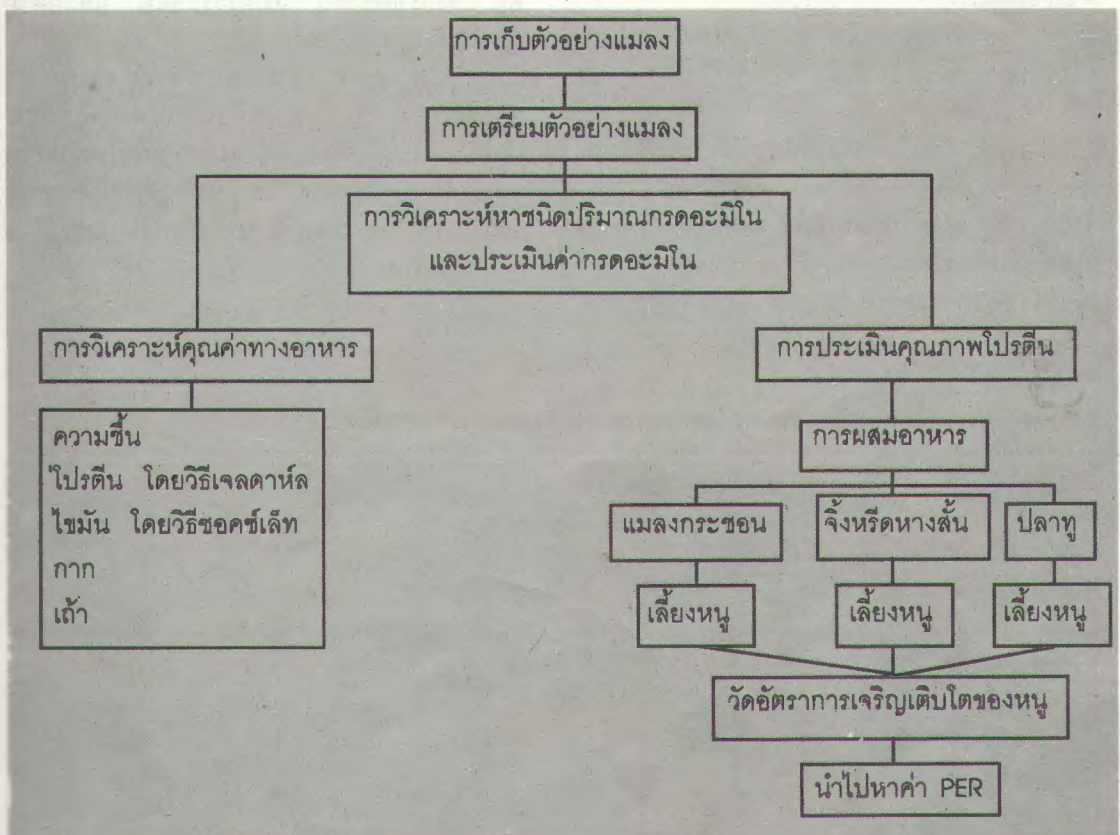 การเก็บตัวอย่างแมลง
การเตรียมตัวอย่างแมลง
การวิเคราะห์หาชนิดปริมาณกรดอะมิโน
และประเมินค่ากรดอะมิโน
การวิเคราะห์คุณค่าทางอาหาร
ความชื้น
โปรตีน โดยวิธีเจลดาห์ล
ไขมัน โดยวิธีซอคซ์เล็ท
กาก
เถ้า
การประเมินคุณภาพโปรตีน
การผสมอาหาร
แมลงกระชอน
จิ้งหรีดหางสั้น
ปลาทู
เลี้ยงหนู
เลี้ยงหนู
เลี้ยงหนู
วัดอัตราการเจริญเติบโตของหนู
นำไปหาค่า PER